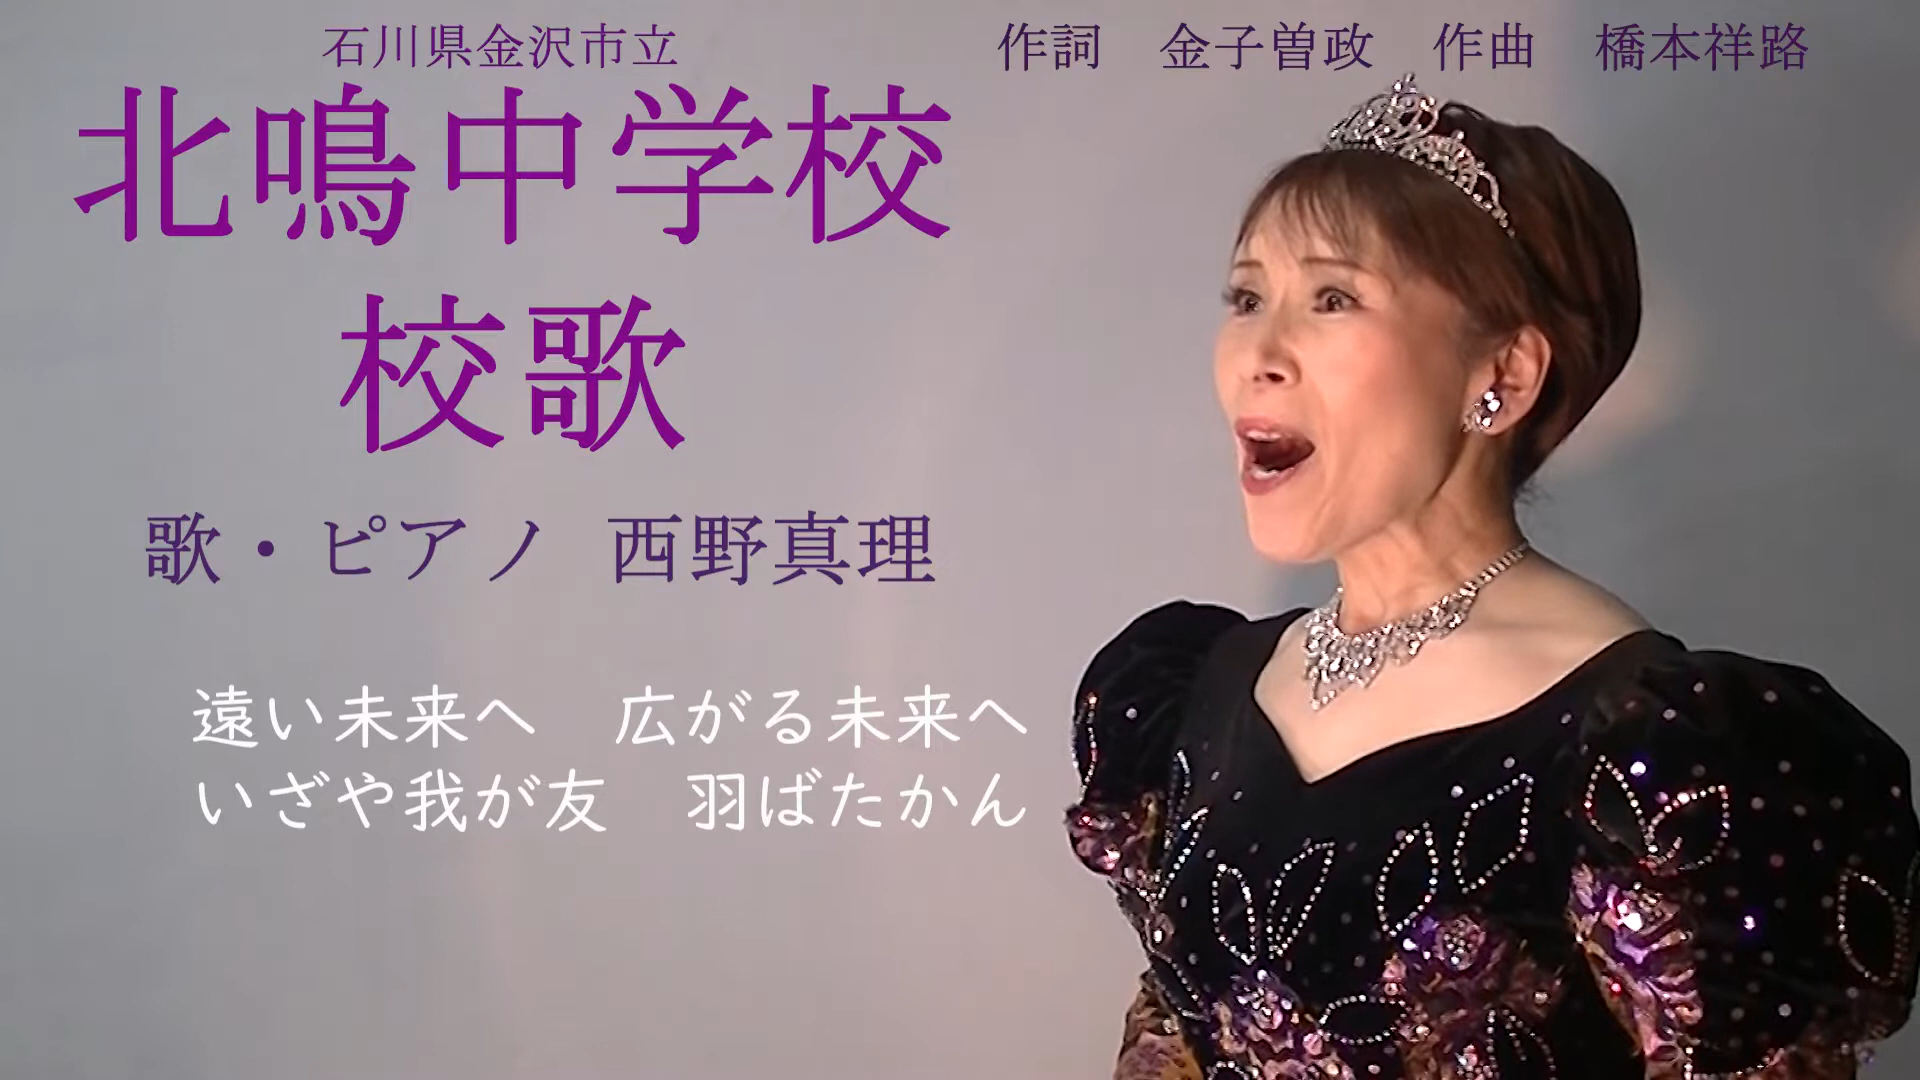 石川県金沢市立
作詞　金子曽政　作曲　橋本祥路
北鳴中学校
校歌
歌・ピアノ 西野真理
遠い未来へ　広がる未来へ
いざや我が友　羽ばたかん